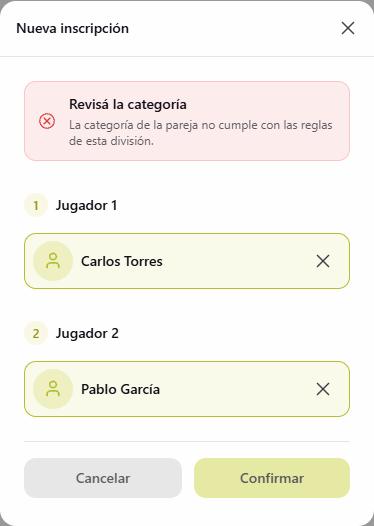 Nueva inscripción
Revisá la categoría
La categoría de la pareja no cumple con las reglas
de esta división.
1 Jugador 1
Carlos Torres
2 Jugador 2
Pablo García
Cancelar Confirmar